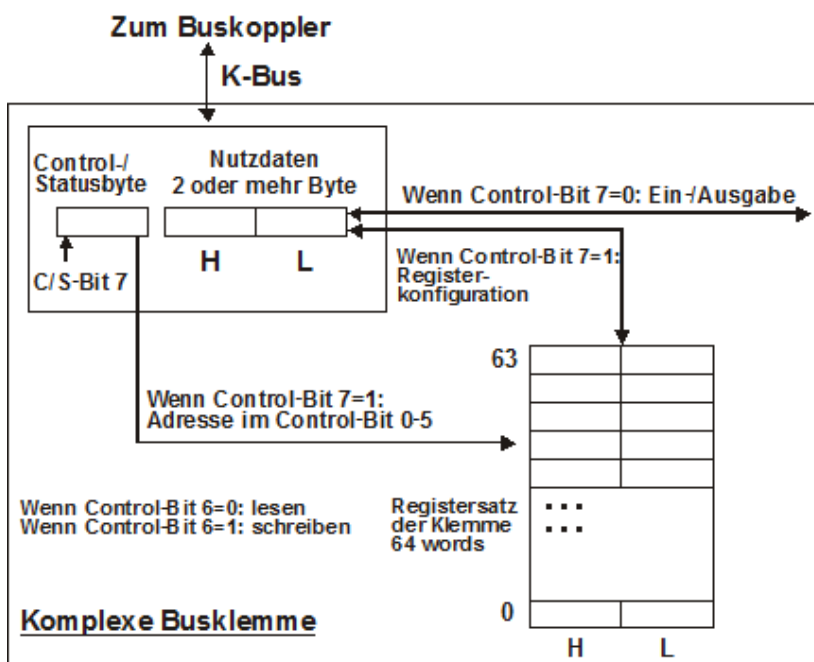 Zum Buskoppler
K-Bus
Control-/
Statusbyte
Nutzdaten
2 oder mehr Byte
H L
C/S-Bit 7
Wenn Control-Bit 7=0: Ein-/Ausgabe
Wenn Control-Bit 7=1:
Register-
konfiguration
63
Wenn Control-Bit 7=1:
Adresse im Control-Bit 0-5
Wenn Control-Bit 6=0: lesen
Wenn Control-Bit 6=1: schreiben
Registersatz
der Klemme
64 words
...
...
0
Komplexe Busklemme
H L